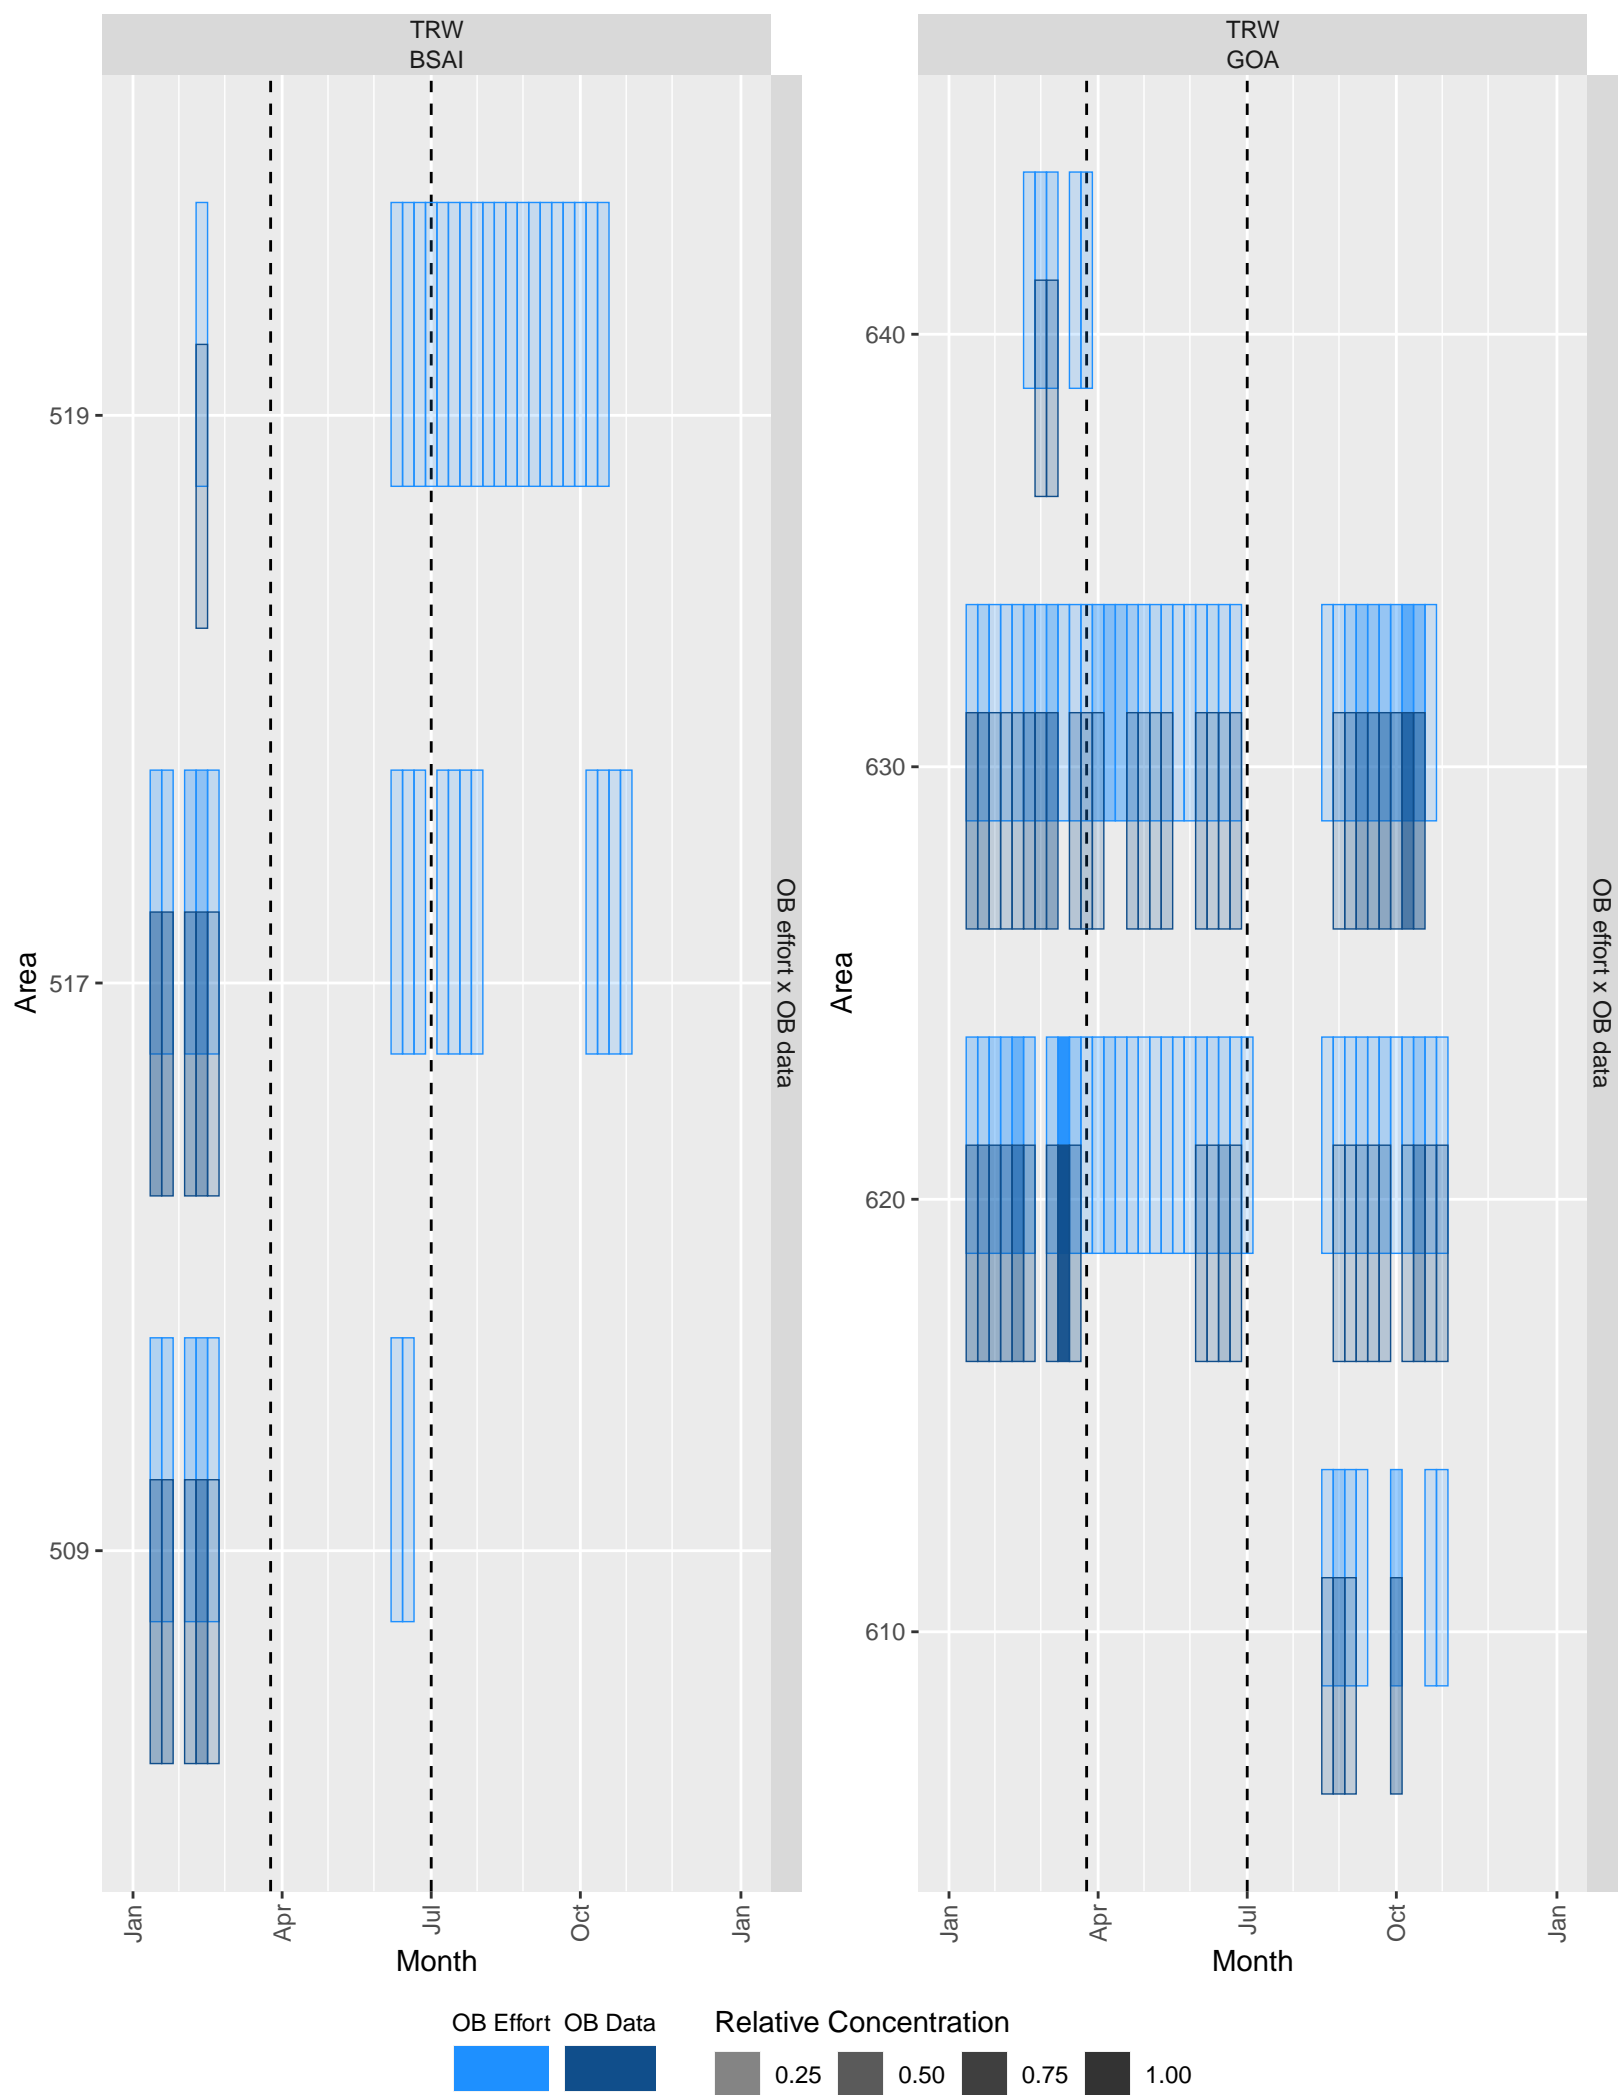 TRW
BSAI
TRW
GOA
Area
519
517
509
OB effort x OB data
Area
640
630
620
610
OB effort x OB data
Jan
Apr
Jul
Oct
Jan
Month
Jan
Apr
Jul
Oct
Jan
Month
OB Effort OB Data
Relative Concentration
0.25 0.50 0.75 1.00